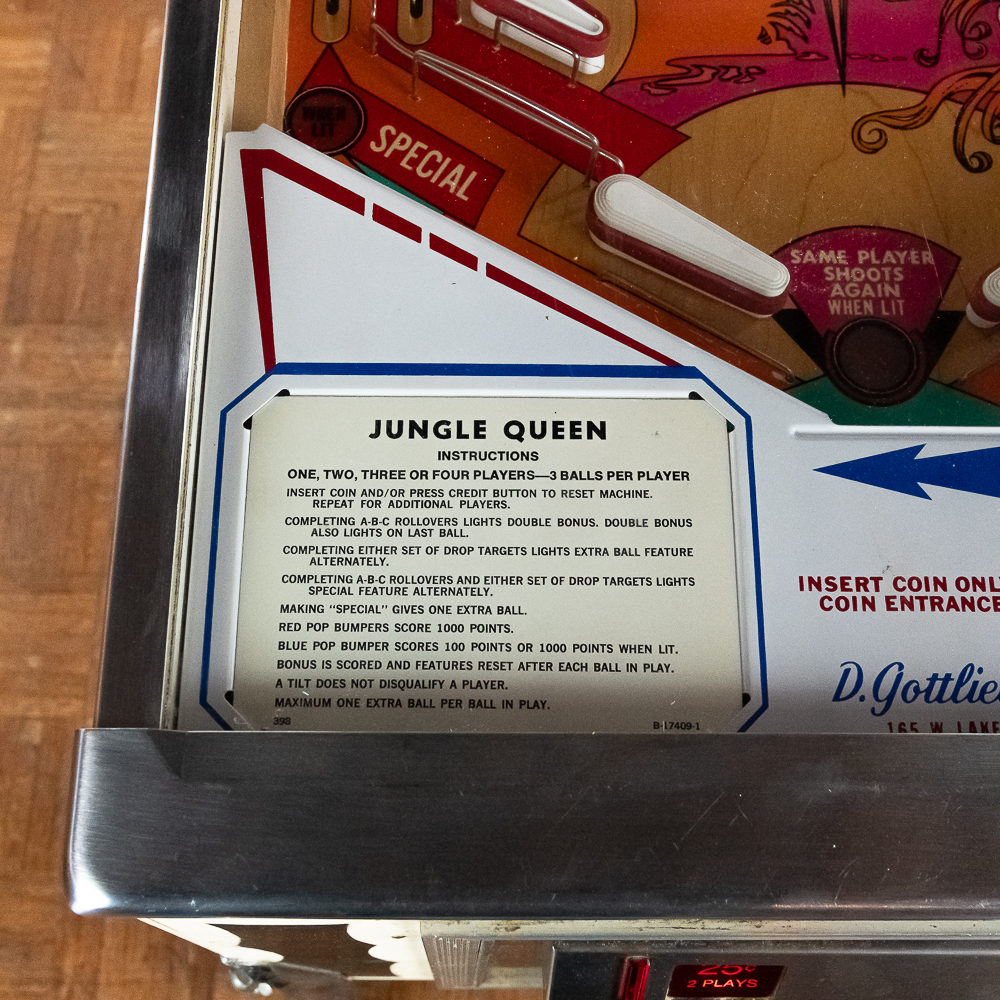 WHEN
LIT
SPECIAL
SAME PLAYER
SHOOTS
AGAIN
WHEN LIT
JUNGLE QUEEN
INSTRUCTIONS
ONE, TWO, THREE OR FOUR PLAYERS—3 BALLS PER PLAYER
INSERT COIN AND/OR PRESS CREDIT BUTTON TO RESET MACHINE.
REPEAT FOR ADDITIONAL PLAYERS.
COMPLETING A-B-C ROLLOVERS LIGHTS DOUBLE BONUS. DOUBLE BONUS
ALSO LIGHTS ON LAST BALL.
COMPLETING EITHER SET OF DROP TARGETS LIGHTS EXTRA BALL FEATURE
ALTERNATELY.
COMPLETING A-B-C ROLLOVERS AND EITHER SET OF DROP TARGETS LIGHTS
SPECIAL FEATURE ALTERNATELY.
MAKING "SPECIAL" GIVES ONE EXTRA BALL.
RED POP BUMPERS SCORE 1000 POINTS.
BLUE POP BUMPER SCORES 100 POINTS OR 1000 POINTS WHEN LIT.
BONUS IS SCORED AND FEATURES RESET AFTER EACH BALL IN PLAY.
A TILT DOES NOT DISQUALIFY A PLAYER.
MAXIMUM ONE EXTRA BALL PER BALL IN PLAY.
398 B-17409-1
INSERT COIN ONL
COIN ENTRANCE
D. Gottlie
165 W. LAKE
25¢
2 PLAYS